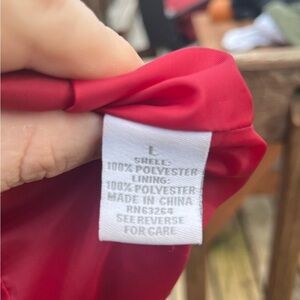 L
SHELL:
100% POLYESTER
LINING:
100% POLYESTER
MADE IN CHINA
RN63264
SEE REVERSE
FOR CARE